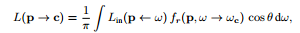 L(p → c) = 1/π ∫ L_in(p ← ω) f_r(p, ω → ω_c) cos θ dω,